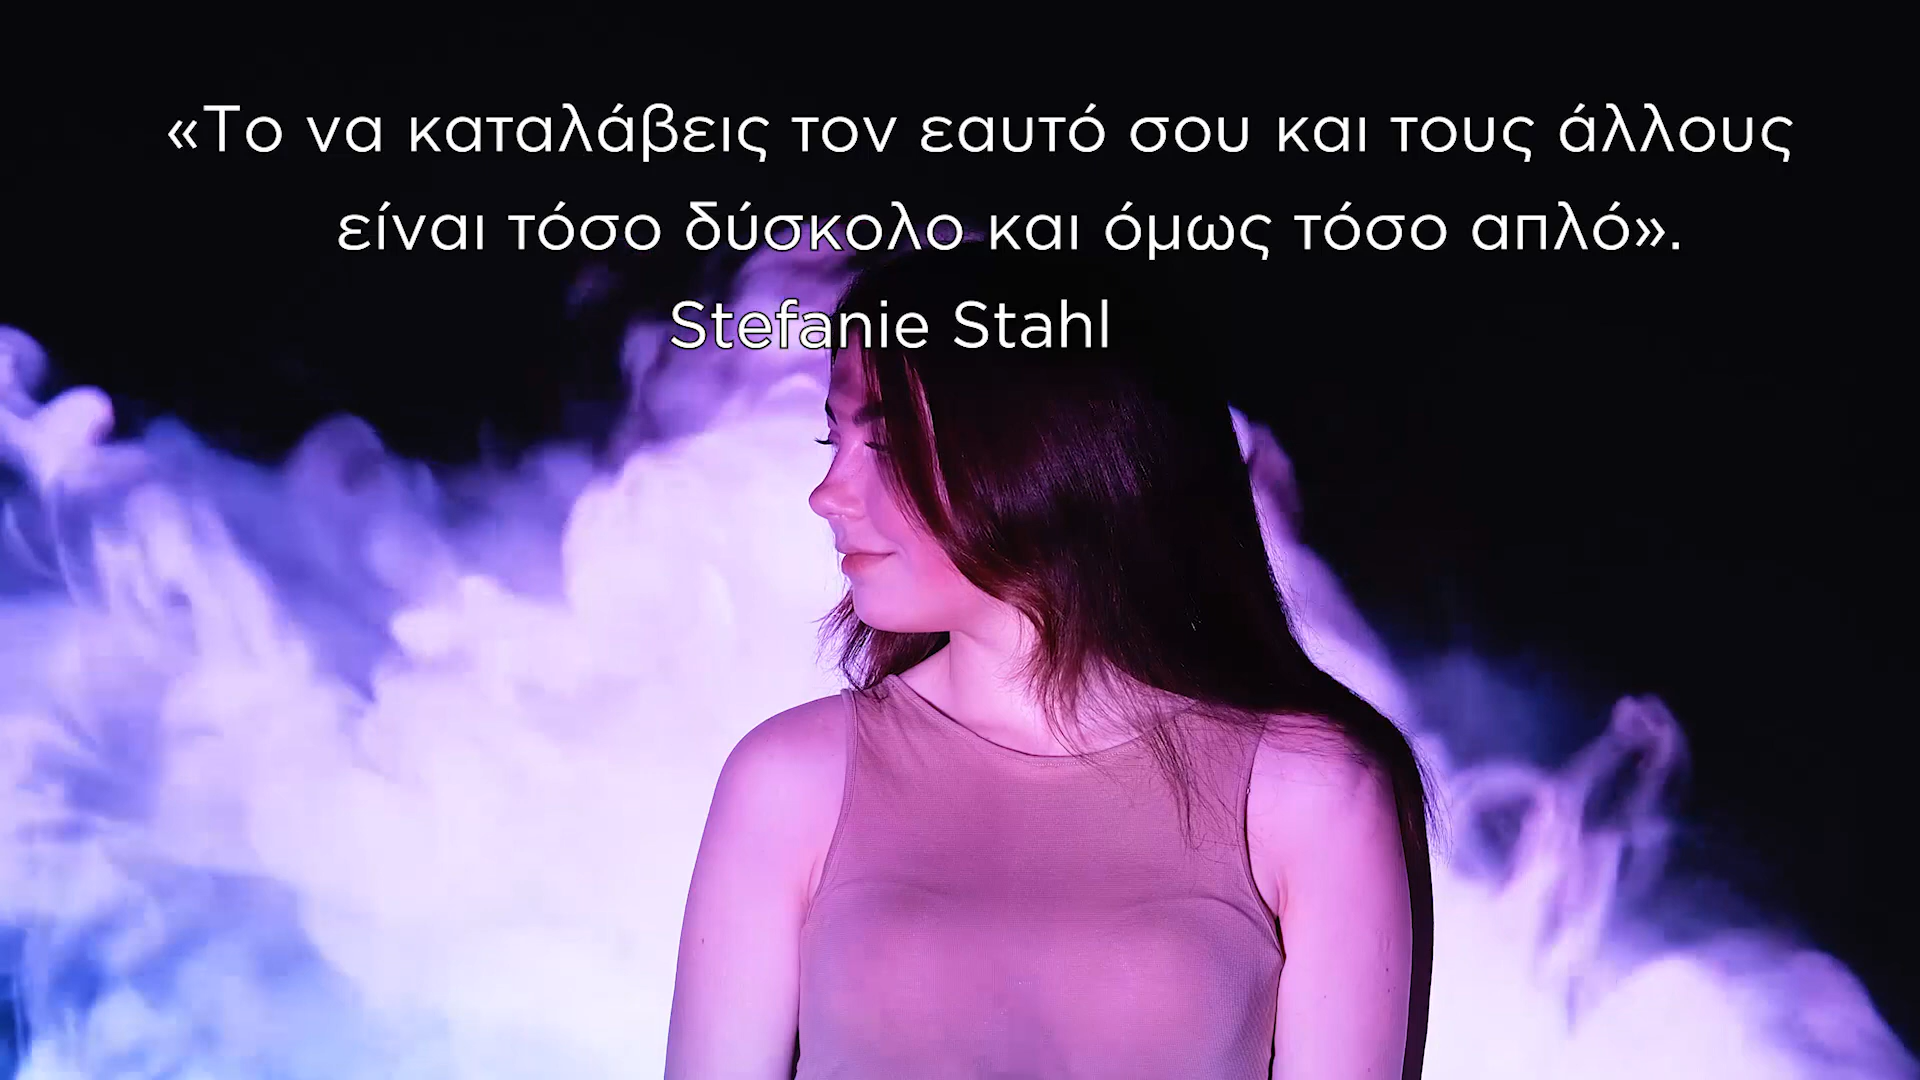 «Το να καταλάβεις τον εαυτό σου και τους άλλους
είναι τόσο δύσκολο και όμως τόσο απλό».
Stefanie Stahl